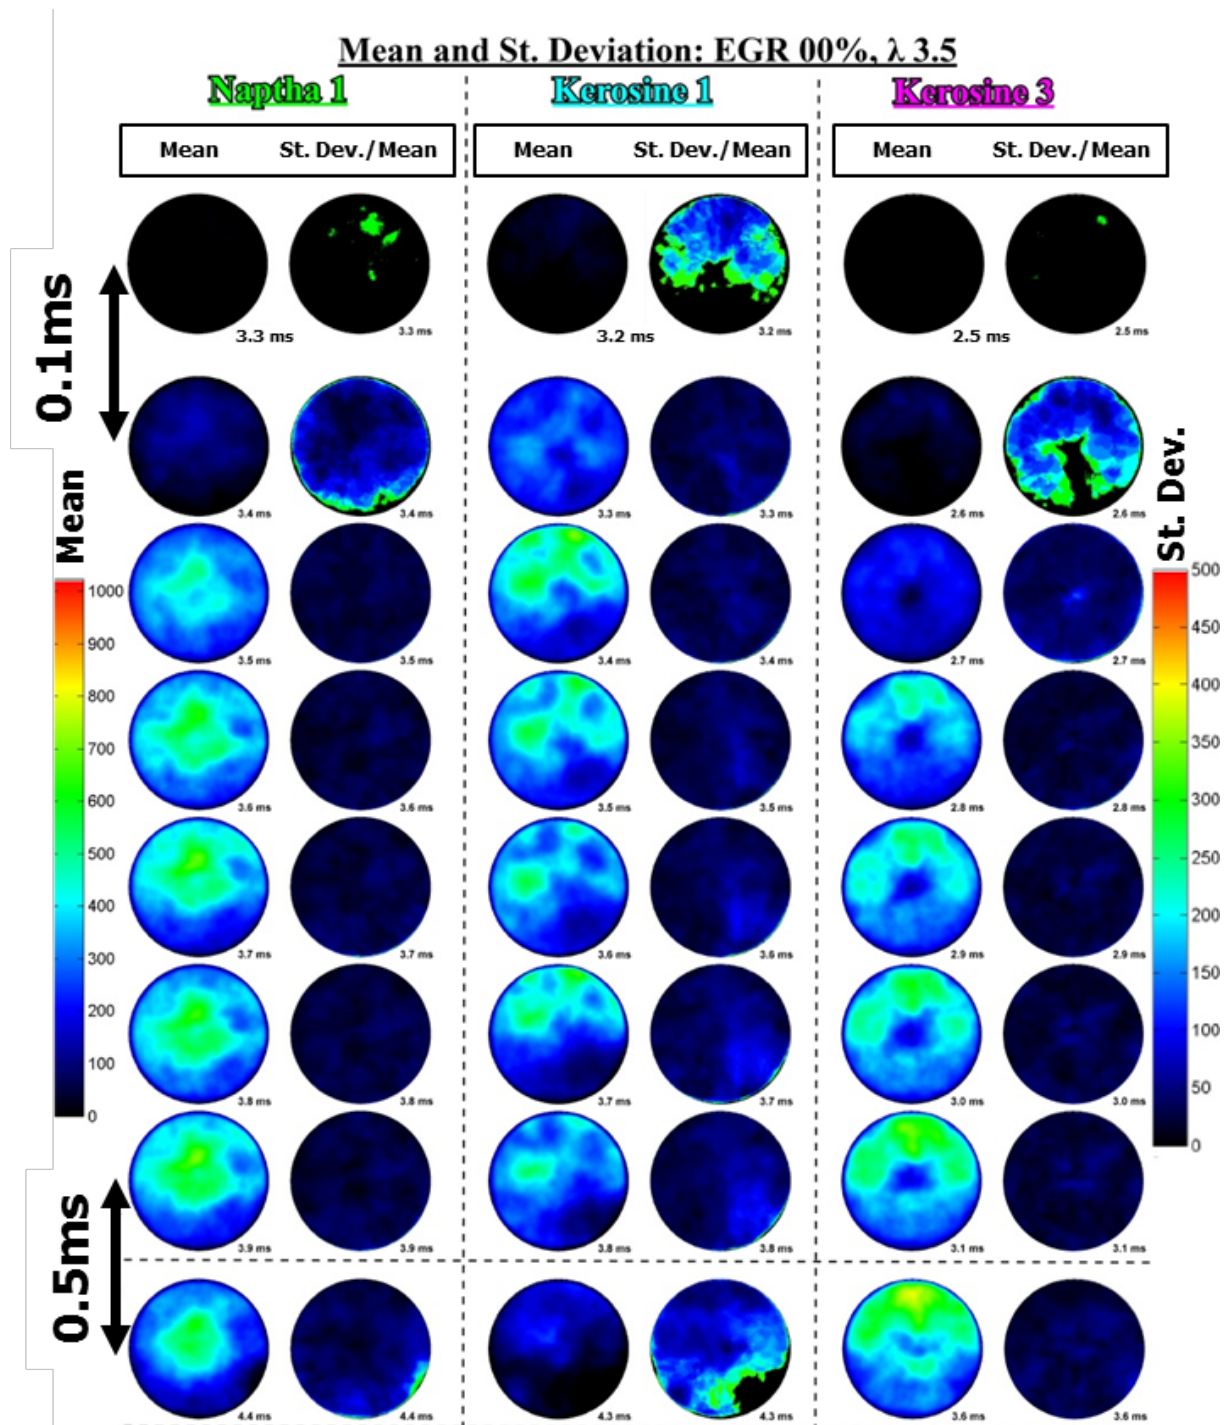 Mean and St. Deviation: EGR 00%, λ 3.5
Naptha 1 Kerosine 1 Kerosine 3
Mean St. Dev./Mean Mean St. Dev./Mean Mean St. Dev./Mean
0.1ms
3.3 ms 3.3 ms 3.2 ms 3.2 ms 2.5 ms 2.5 ms
3.4 ms 3.4 ms 3.3 ms 3.3 ms 2.6 ms 2.6 ms
Mean
St. Dev.
1000
900
800
700
600
500
400
300
200
100
0
500
450
400
350
300
250
200
150
100
50
0
3.5 ms 3.5 ms 3.4 ms 3.4 ms 2.7 ms 2.7 ms
3.6 ms 3.6 ms 3.5 ms 3.5 ms 2.8 ms 2.8 ms
3.7 ms 3.7 ms 3.6 ms 3.6 ms 2.9 ms 2.9 ms
3.8 ms 3.8 ms 3.7 ms 3.7 ms 3.0 ms 3.0 ms
3.9 ms 3.9 ms 3.8 ms 3.8 ms 3.1 ms 3.1 ms
0.5ms
4.4 ms 4.4 ms 4.3 ms 4.3 ms 3.6 ms 3.6 ms